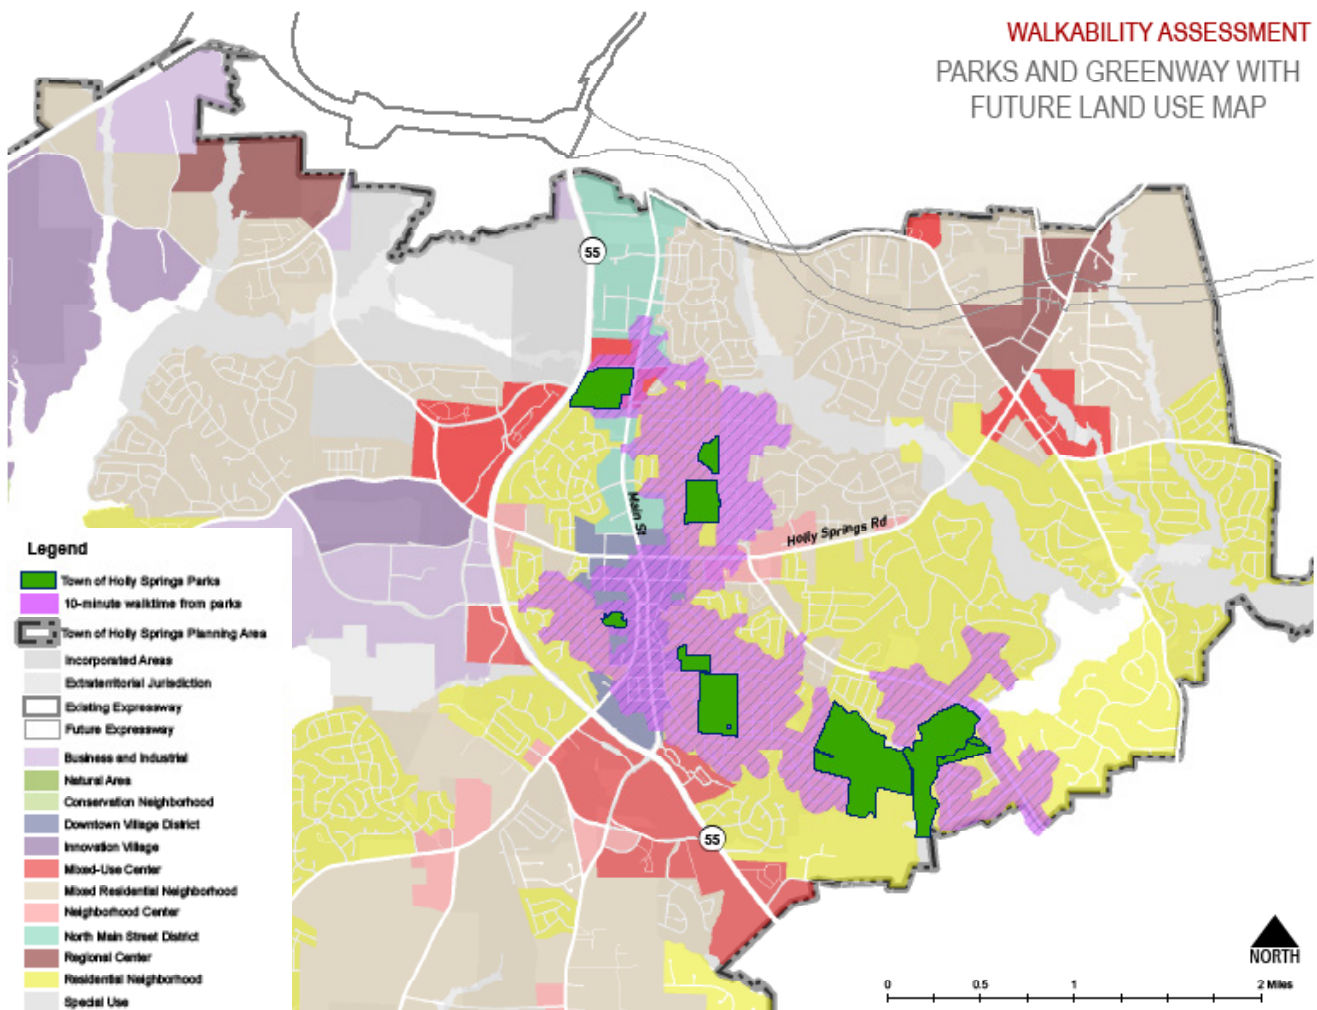 WALKABILITY ASSESSMENT
PARKS AND GREENWAY WITH
FUTURE LAND USE MAP
55
Main St
Holly Springs Rd
55
Legend
Town of Holly Springs Parks
10-minute walktime from parks
Town of Holly Springs Planning Area
Incorporated Areas
Extraterritorial Jurisdiction
Existing Expressway
Future Expressway
Business and Industrial
Natural Area
Conservation Neighborhood
Downtown Village District
Innovation Village
Mixed-Use Center
Mixed Residential Neighborhood
Neighborhood Center
North Main Street District
Regional Center
Residential Neighborhood
Special Use
NORTH
0 0.5 1 2 Miles